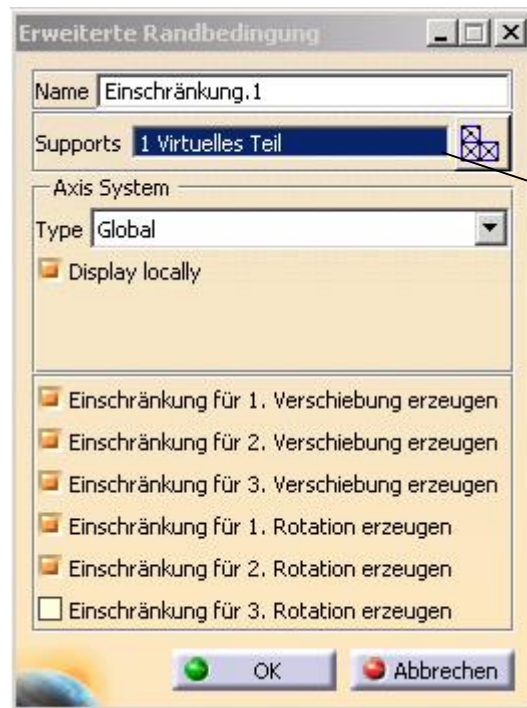 Erweiterte Randbedingung
Name Einschränkung.1
Supports 1 Virtuelles Teil
Axis System
Type Global
Display locally
Einschränkung für 1. Verschiebung erzeugen
Einschränkung für 2. Verschiebung erzeugen
Einschränkung für 3. Verschiebung erzeugen
Einschränkung für 1. Rotation erzeugen
Einschränkung für 2. Rotation erzeugen
Einschränkung für 3. Rotation erzeugen
OK Abbrechen